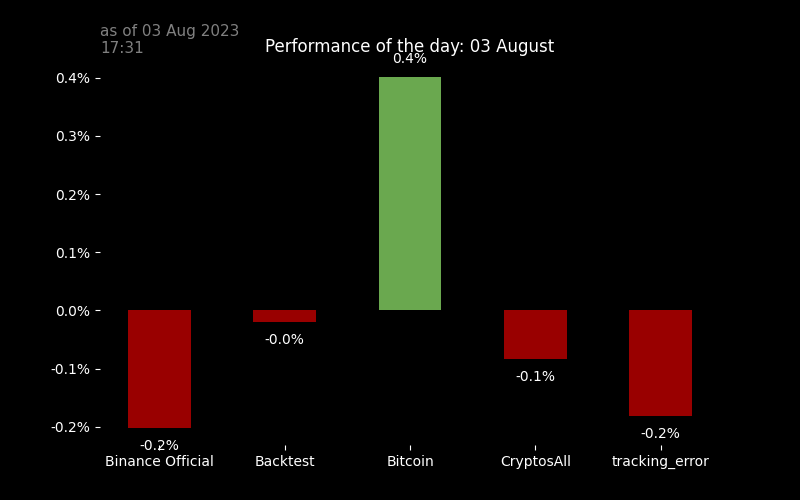 as of 03 Aug 2023
17:31
Performance of the day: 03 August
0.4%
0.4%
0.3%
0.2%
0.1%
0.0%
-0.0%
-0.1%
-0.1%
-0.2%
-0.2%
-0.2%
Binance Official
Backtest
Bitcoin
CryptosAll
tracking_error